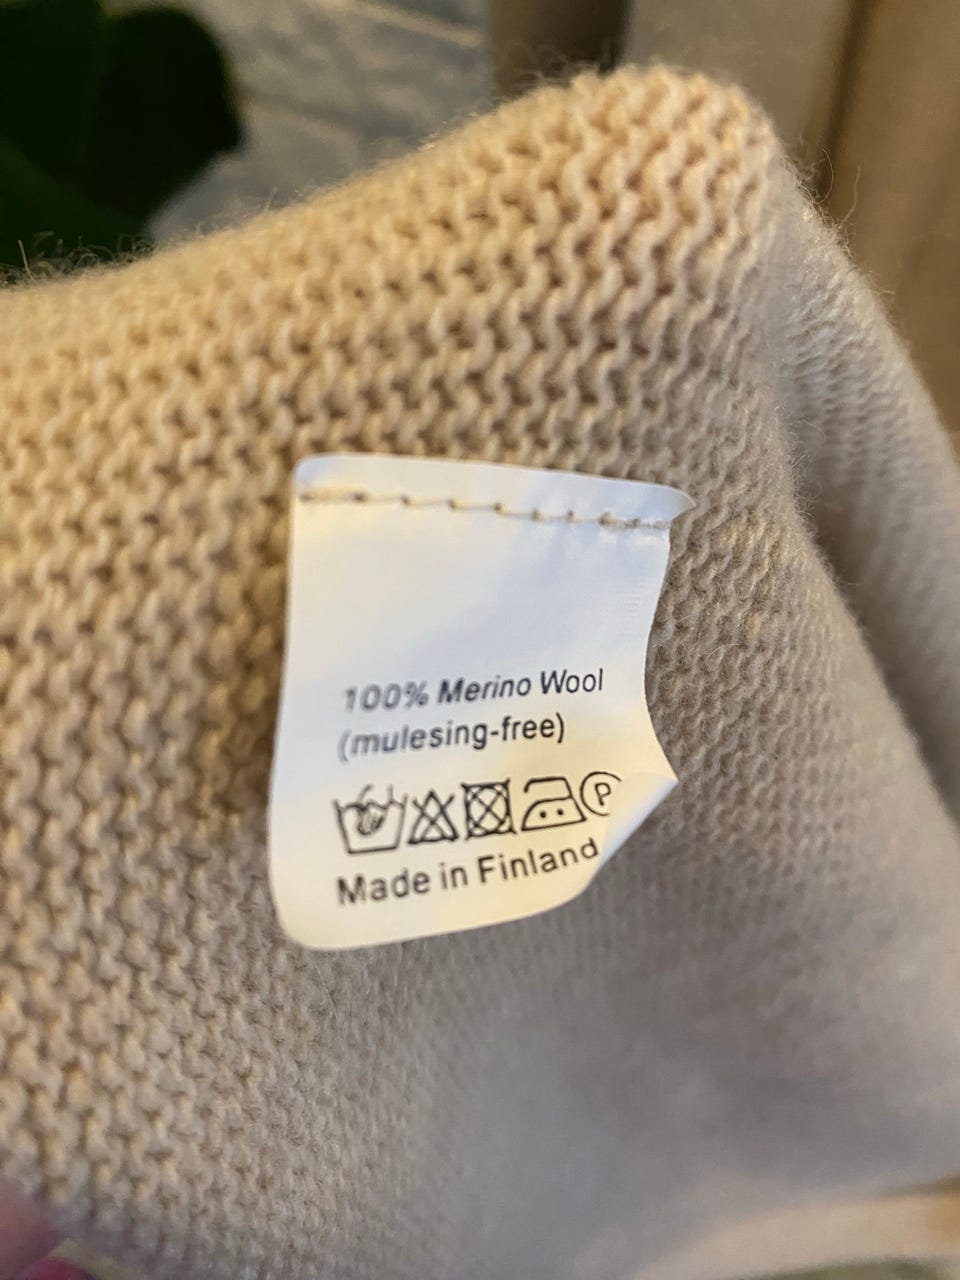 100% Merino Wool
(mulesing-free)
P
Made in Finland